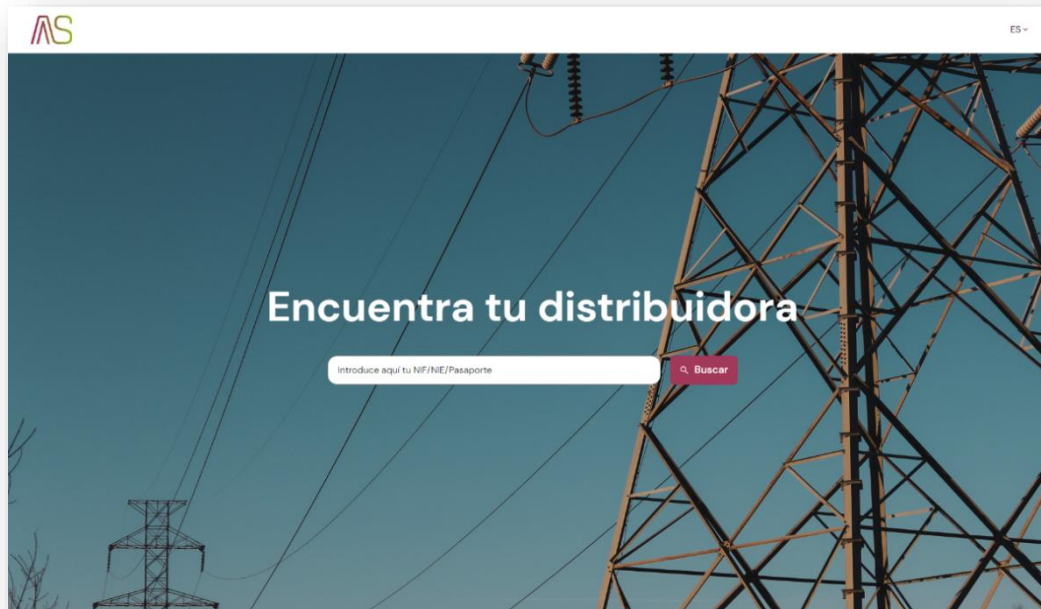 AS
ES
Encuentra tu distribuidora
Introduce aquí tu NIF/NIE/Pasaporte
Buscar